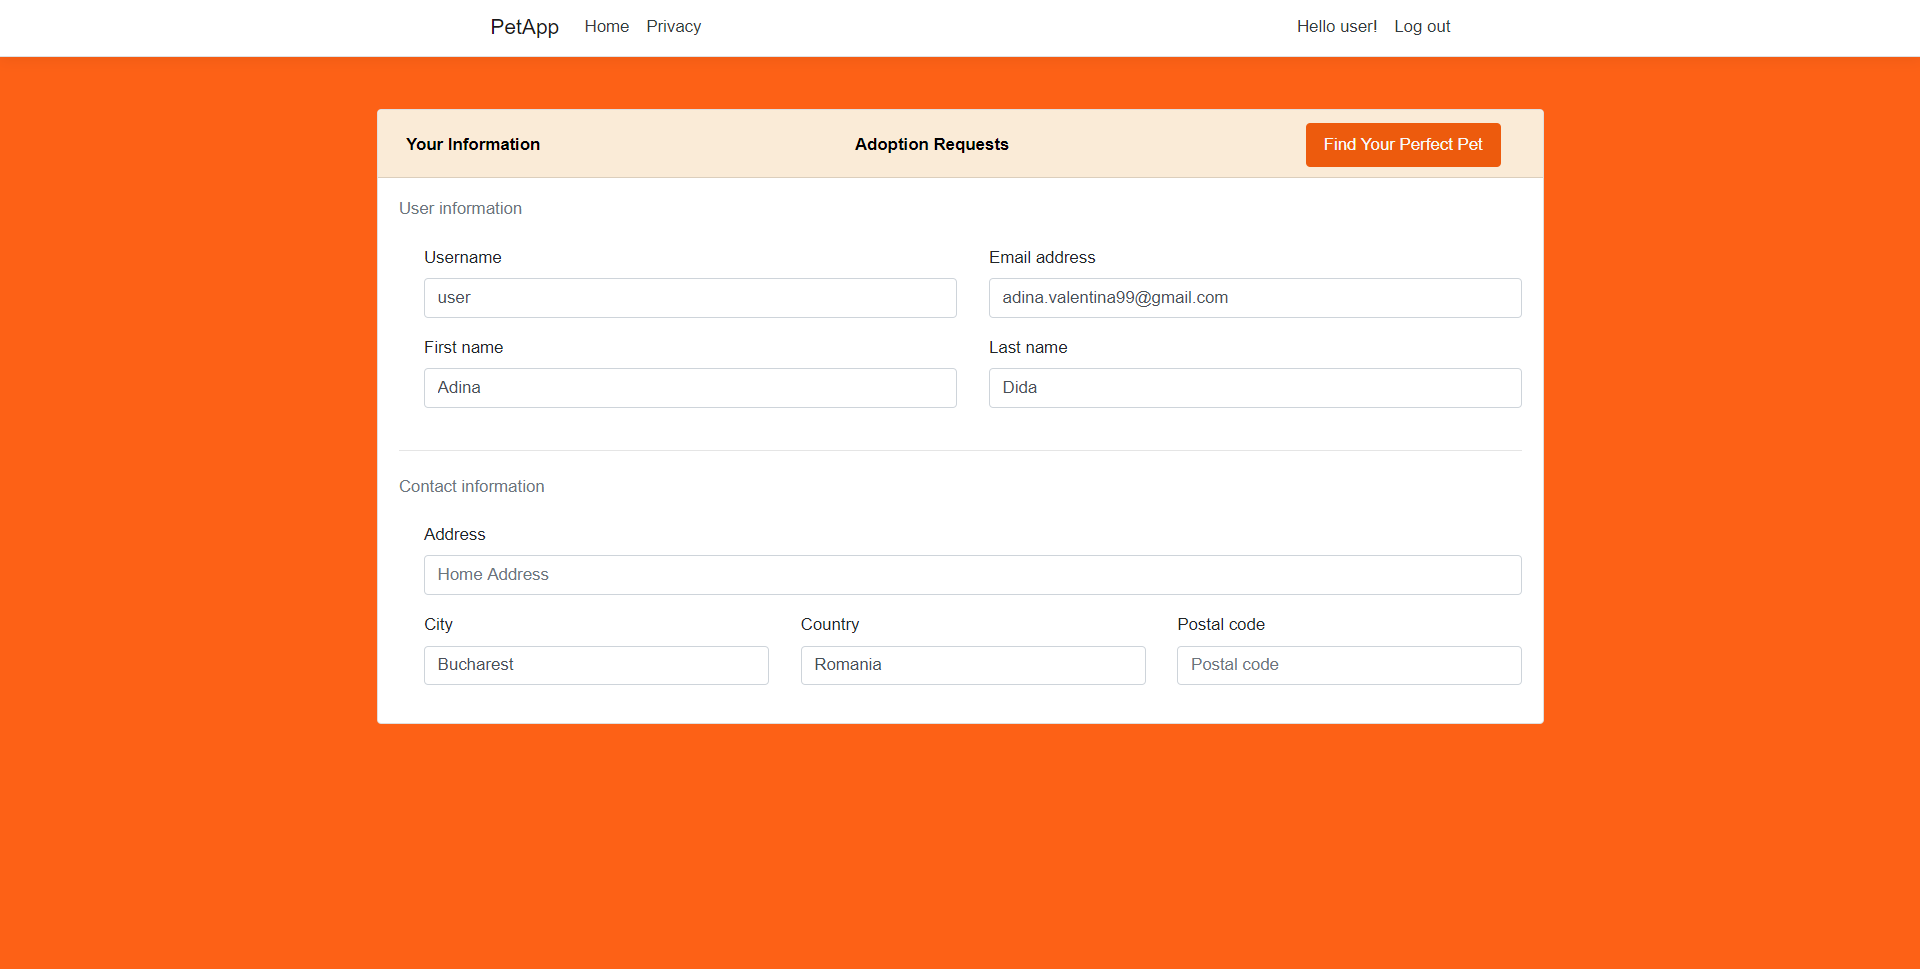 PetApp Home Privacy Hello user! Log out
Your Information Adoption Requests Find Your Perfect Pet
User information
Username Email address
user adina.valentina99@gmail.com
First name Last name
Adina Dida
Contact information
Address
Home Address
City Country Postal code
Bucharest Romania Postal code